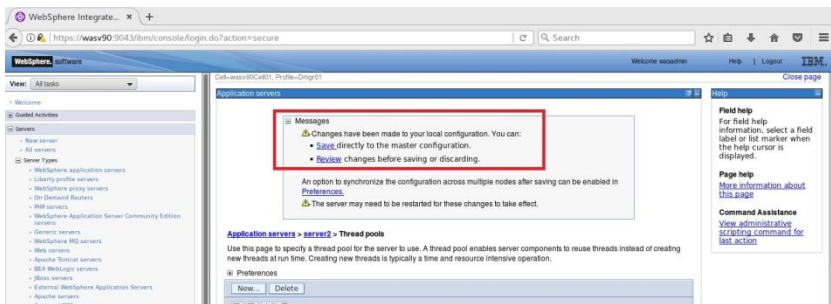 WebSphere Integrate... × +
https://wasv90:9043/ibm/console/login.do?action=secure
Search
WebSphere. software
Welcome wasadmin
Help | Logout
IBM.
View: All tasks
Cell=wasv90Cell01, Profile=Dmgr01
Close page
Welcome
Guided Activities
Servers
New server
All servers
Server Types
WebSphere application servers
Liberty profile servers
WebSphere proxy servers
On Demand Routers
PHP servers
WebSphere Application Server Community Edition
servers
Generic servers
WebSphere MQ servers
Web servers
Apache Tomcat servers
BEA WebLogic servers
JBoss servers
External WebSphere Application Servers
Apache servers
Application servers
Messages
Changes have been made to your local configuration. You can:
Save directly to the master configuration.
Review changes before saving or discarding.
An option to synchronize the configuration across multiple nodes after saving can be enabled in
Preferences.
The server may need to be restarted for these changes to take effect.
Application servers > server2 > Thread pools
Use this page to specify a thread pool for the server to use. A thread pool enables server components to reuse threads instead of creating
new threads at run time. Creating new threads is typically a time and resource intensive operation.
Preferences
New... Delete
Help
Field help
For field help
information, select a field
label or list marker when
the help cursor is
displayed.
Page help
More information about
this page
Command Assistance
View administrative
scripting command for
last action